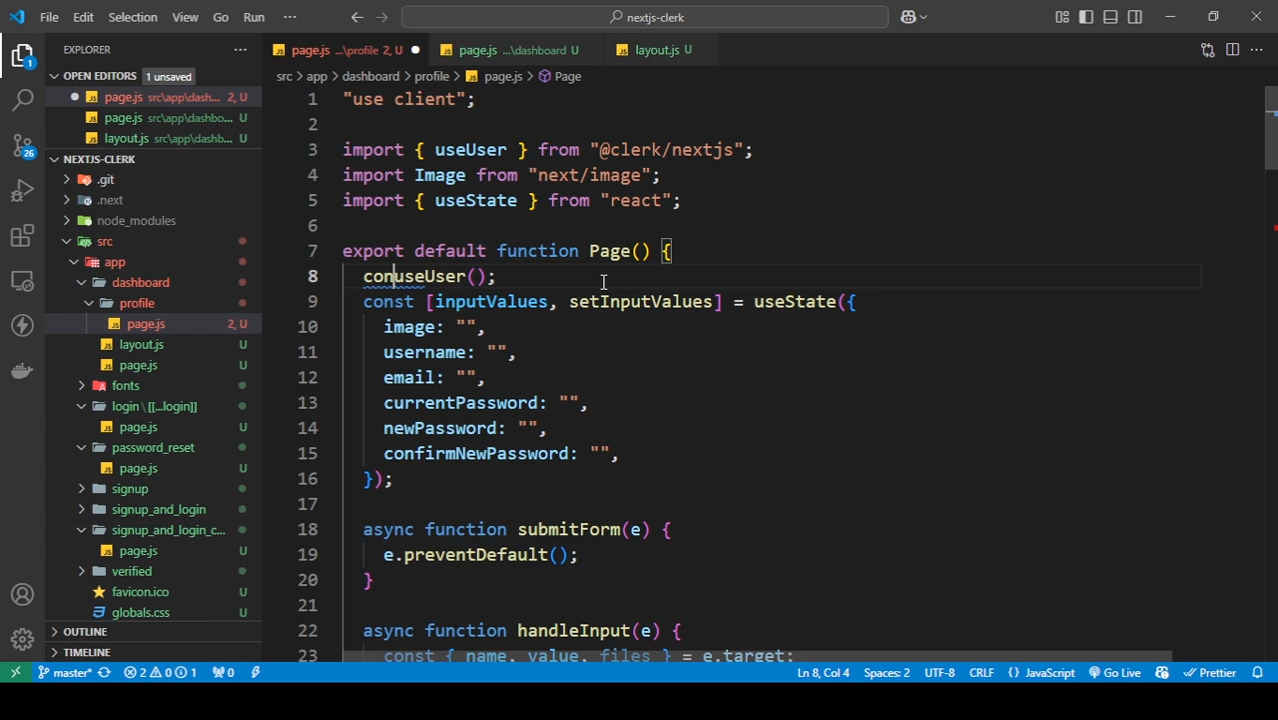 File Edit Selection View Go Run ··· nextjs-clerk
EXPLORER ···
OPEN EDITORS 1 unsaved
page.js src\app\dash... 2, U
page.js src\app\dashbo... U
layout.js src\app\dashb... U
NEXTJS-CLERK
.git
.next
node_modules
src
app
dashboard
profile
page.js 2, U
layout.js U
page.js U
fonts
login \ [[...login]]
page.js U
password_reset
page.js U
signup
signup_and_login
signup_and_login_c...
page.js U
verified
favicon.ico U
globals.css U
OUTLINE
TIMELINE
1
26
page.js ...\profile 2, U page.js ...\dashboard U layout.js U
src > app > dashboard > profile > page.js > Page
1 "use client";
2
3 import { useUser } from "@clerk/nextjs";
4 import Image from "next/image";
5 import { useState } from "react";
6
7 export default function Page() {
8 conuseUser();
9 const [inputValues, setInputValues] = useState({
10 image: "",
11 username: "",
12 email: "",
13 currentPassword: "",
14 newPassword: "",
15 confirmNewPassword: "",
16 });
17
18 async function submitForm(e) {
19 e.preventDefault();
20 }
21
22 async function handleInput(e) {
23 const { name, value, files } = e.target;
master* 2 0 1 0 Ln 8, Col 4 Spaces: 2 UTF-8 CRLF {} JavaScript Go Live Prettier